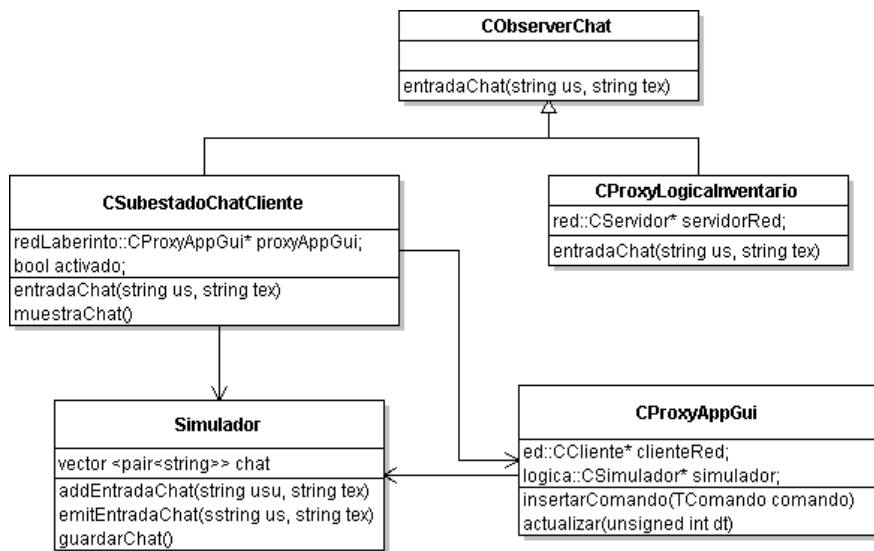 CObserverChat
entradaChat(string us, string tex)
CSubestadoChatCliente
redLaberinto::CProxyAppGui* proxyAppGui;
bool activado;
entradaChat(string us, string tex)
muestraChat()
CProxyLogicaInventario
red::CServidor* servidorRed;
entradaChat(string us, string tex)
Simulador
vector <pair<string>> chat
addEntradaChat(string usu, string tex)
emitEntradaChat(sstring us, string tex)
guardarChat()
CProxyAppGui
ed::CCliente* clienteRed;
logica::CSimulador* simulador;
insertarComando(TComando comando)
actualizar(unsigned int dt)